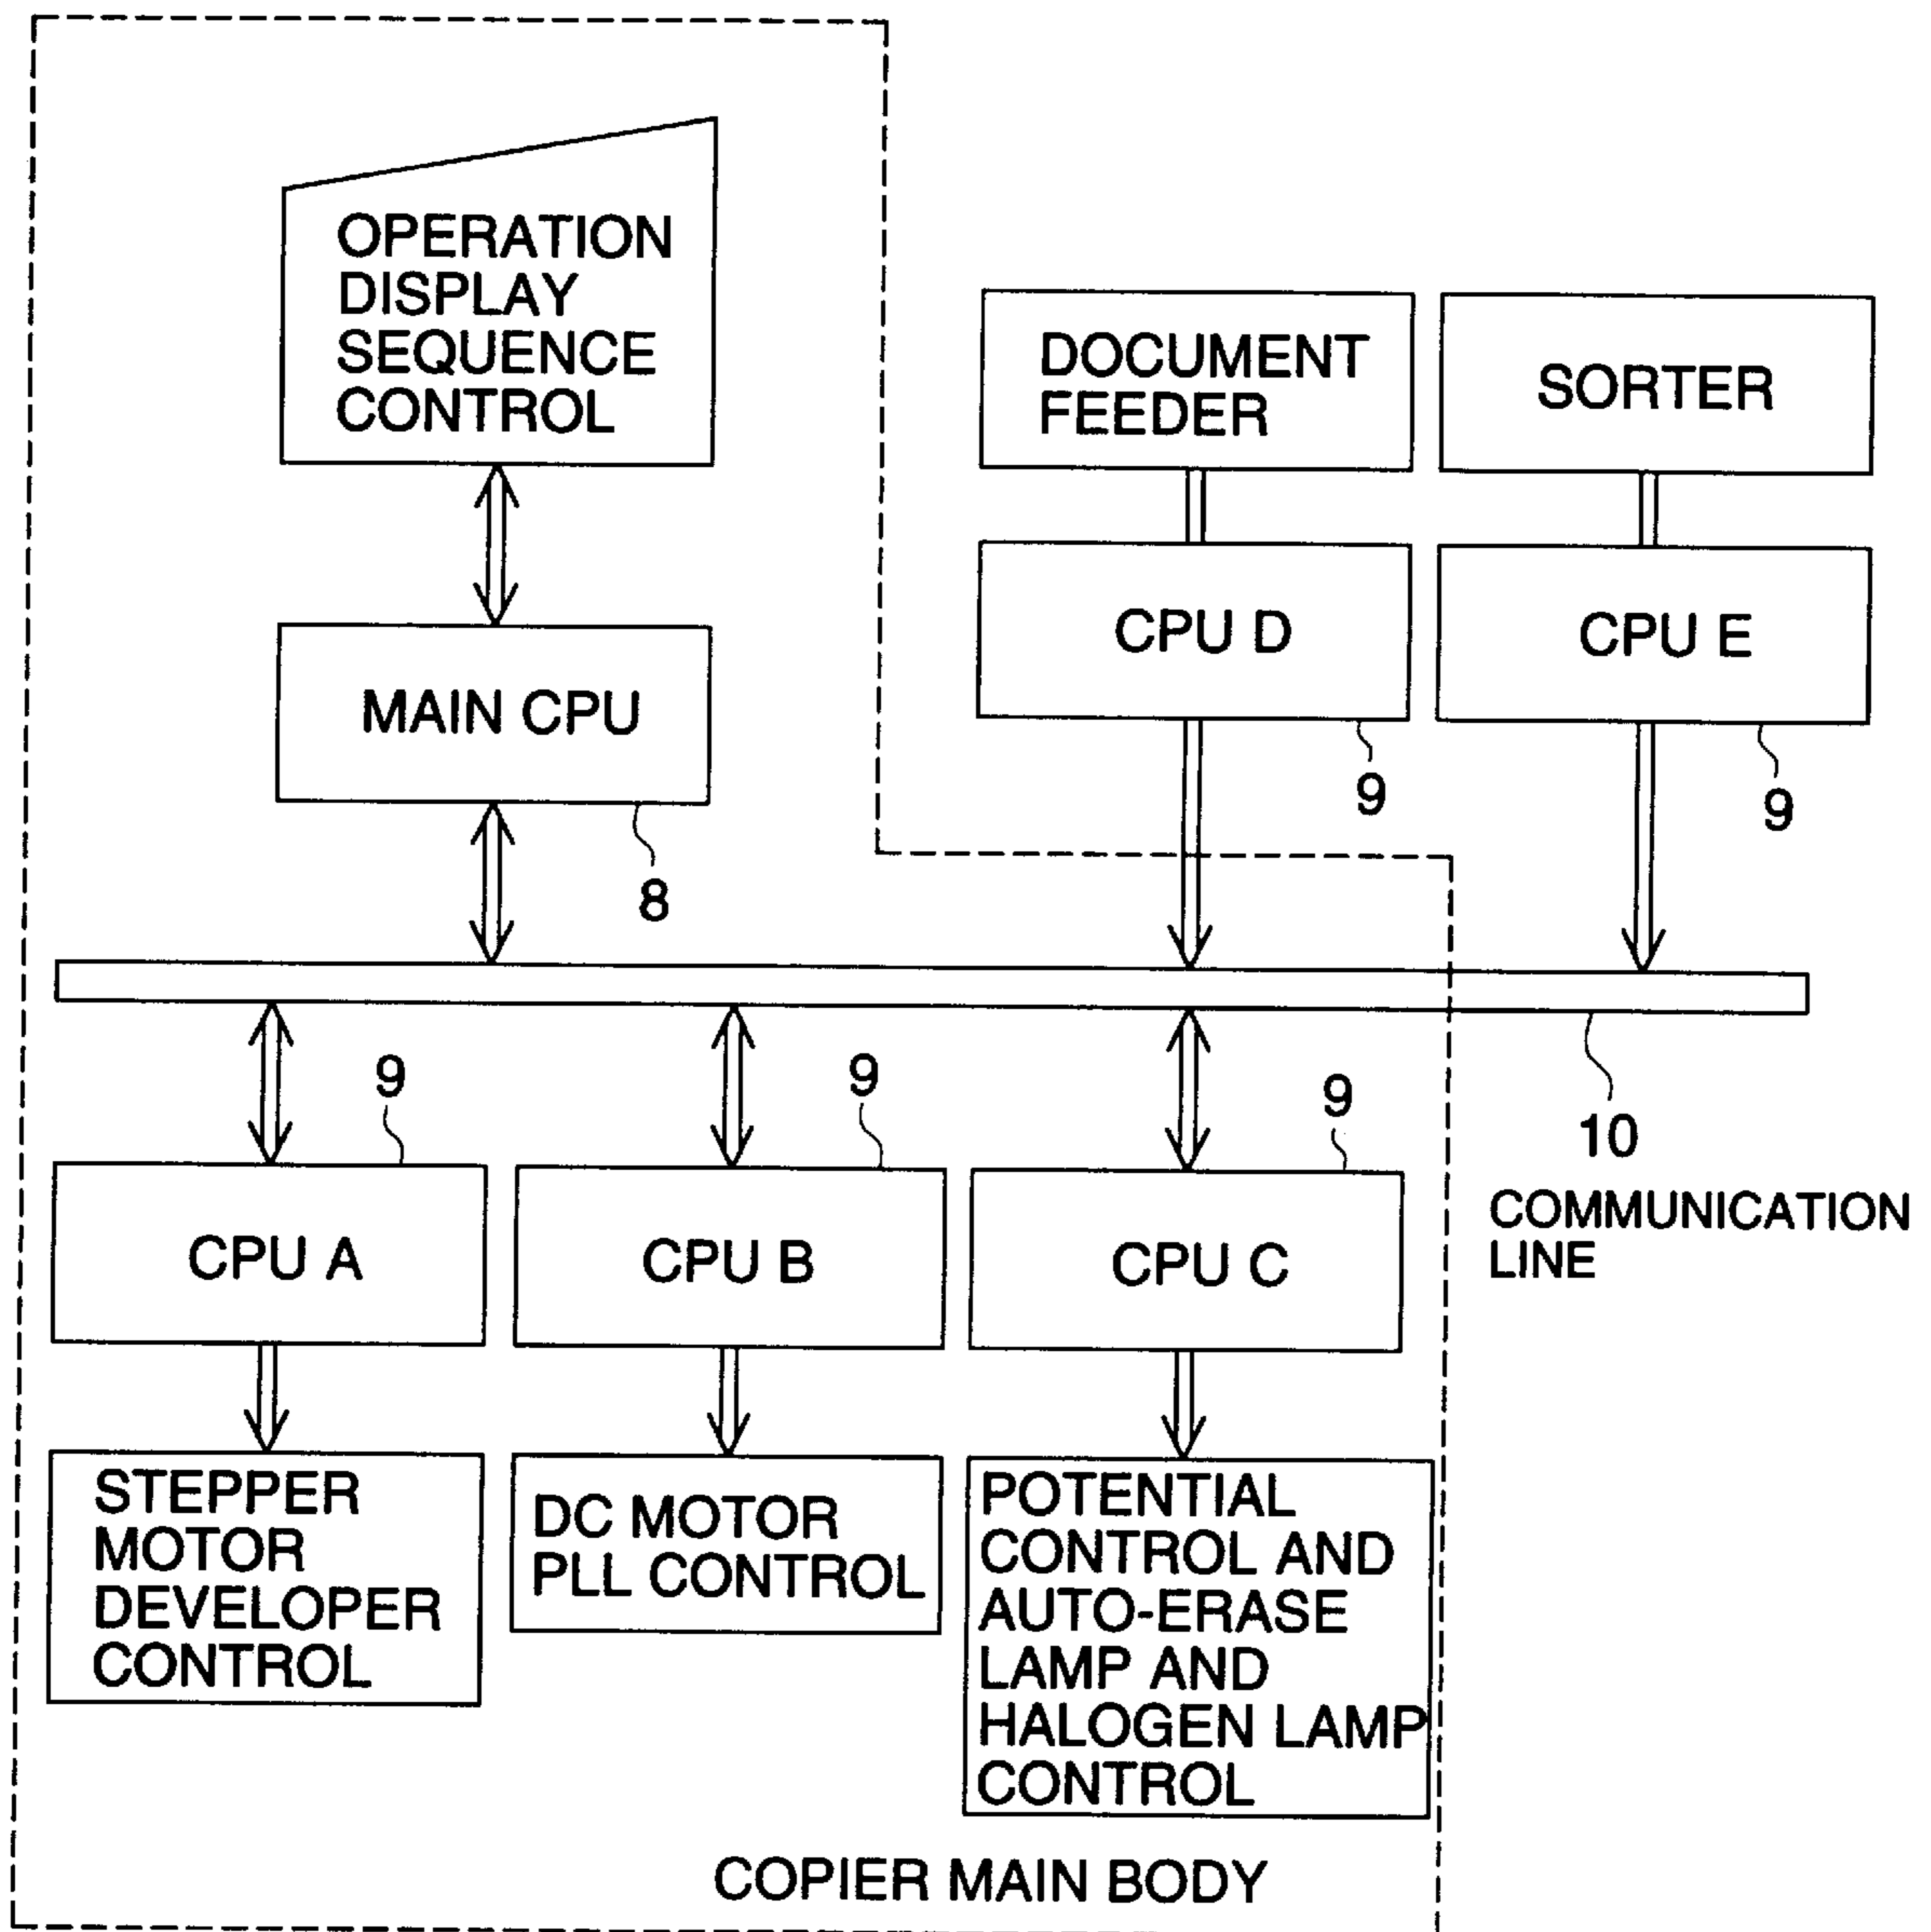 OPERATION
DISPLAY
SEQUENCE
CONTROL
DOCUMENT
FEEDER
SORTER
MAIN CPU
8
CPU D
9
CPU E
9
10
COMMUNICATION
LINE
9
CPU A
9
CPU B
9
CPU C
STEPPER
MOTOR
DEVELOPER
CONTROL
DC MOTOR
PLL CONTROL
POTENTIAL
CONTROL AND
AUTO-ERASE
LAMP AND
HALOGEN LAMP
CONTROL
COPIER MAIN BODY